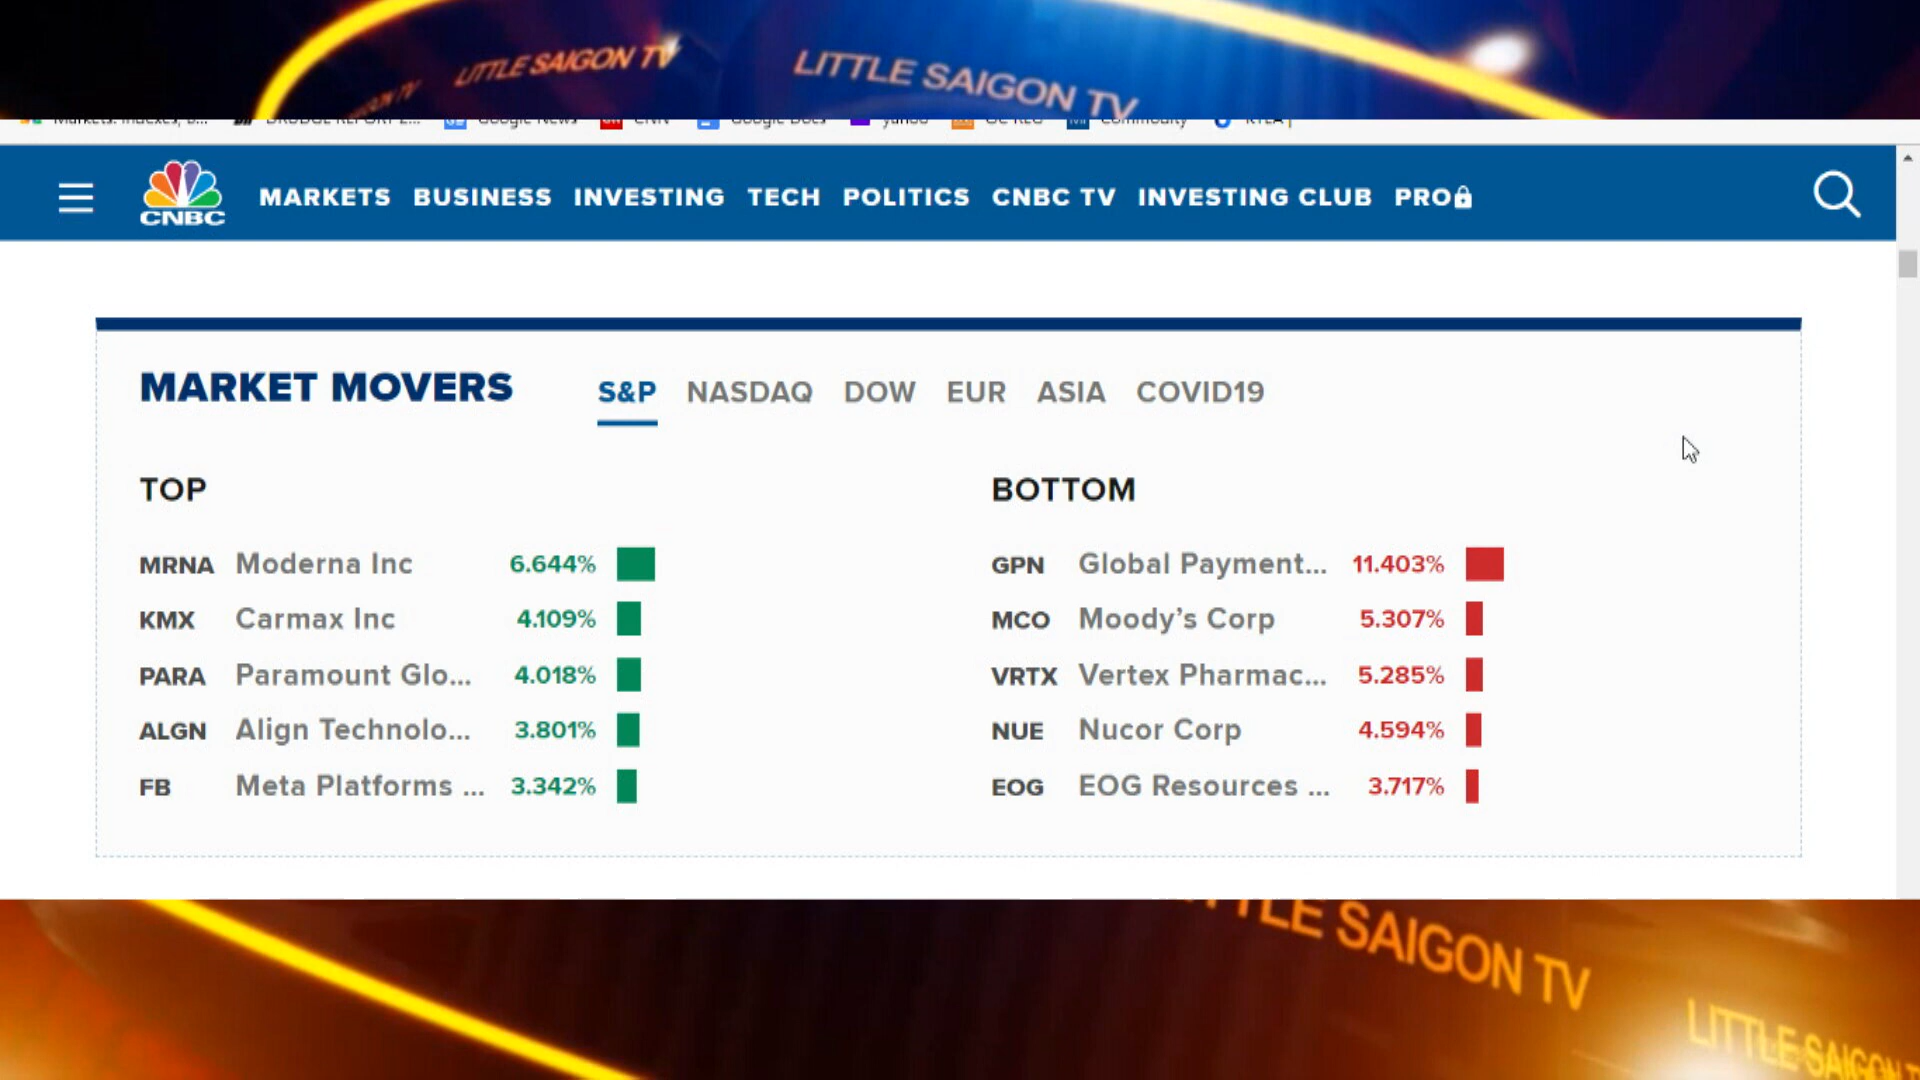 LITTLE SAIGON TV
LITTLE SAIGON TV
CNBC
MARKETS BUSINESS INVESTING TECH POLITICS CNBC TV INVESTING CLUB PRO
MARKET MOVERS S&P NASDAQ DOW EUR ASIA COVID19
TOP BOTTOM
MRNA Moderna Inc 6.644% GPN Global Payment... 11.403%
KMX Carmax Inc 4.109% MCO Moody's Corp 5.307%
PARA Paramount Glo... 4.018% VRTX Vertex Pharmac... 5.285%
ALGN Align Technolo... 3.801% NUE Nucor Corp 4.594%
FB Meta Platforms ... 3.342% EOG EOG Resources ... 3.717%
LITTLE SAIGON TV
LITTLE SAIGON T